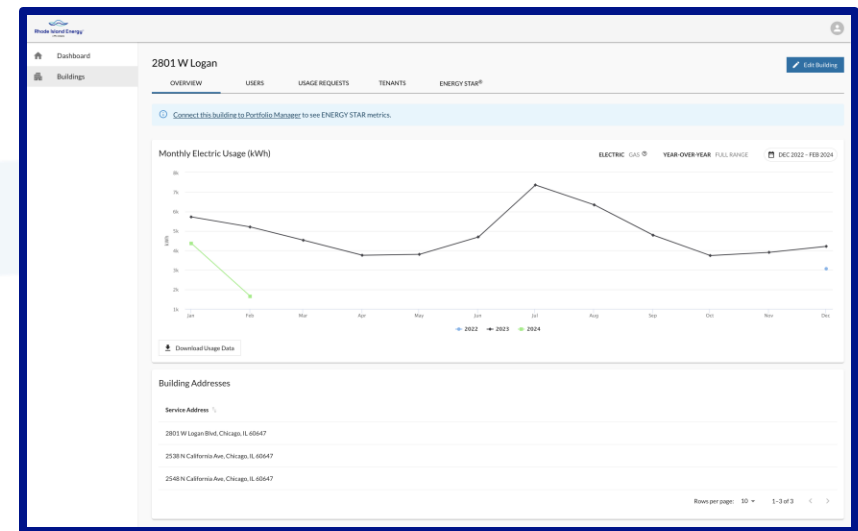 Rhode Island Energy
Dashboard
Buildings
2801 W Logan
Edit Building
OVERVIEW USERS USAGE REQUESTS TENANTS ENERGY STAR®
Connect this building to Portfolio Manager to see ENERGY STAR metrics.
Monthly Electric Usage (kWh)
ELECTRIC GAS YEAR-OVER-YEAR FULL RANGE DEC 2022 - FEB 2024
8k
7k
6k
5k
4k
3k
2k
1k
kWh
Jan Feb Mar Apr May Jun Jul Aug Sep Oct Nov Dec
2022 2023 2024
Download Usage Data
Building Addresses
Service Address
2801 W Logan Blvd, Chicago, IL 60647
2538 N California Ave, Chicago, IL 60647
2548 N California Ave, Chicago, IL 60647
Rows per page: 10 1-3 of 3